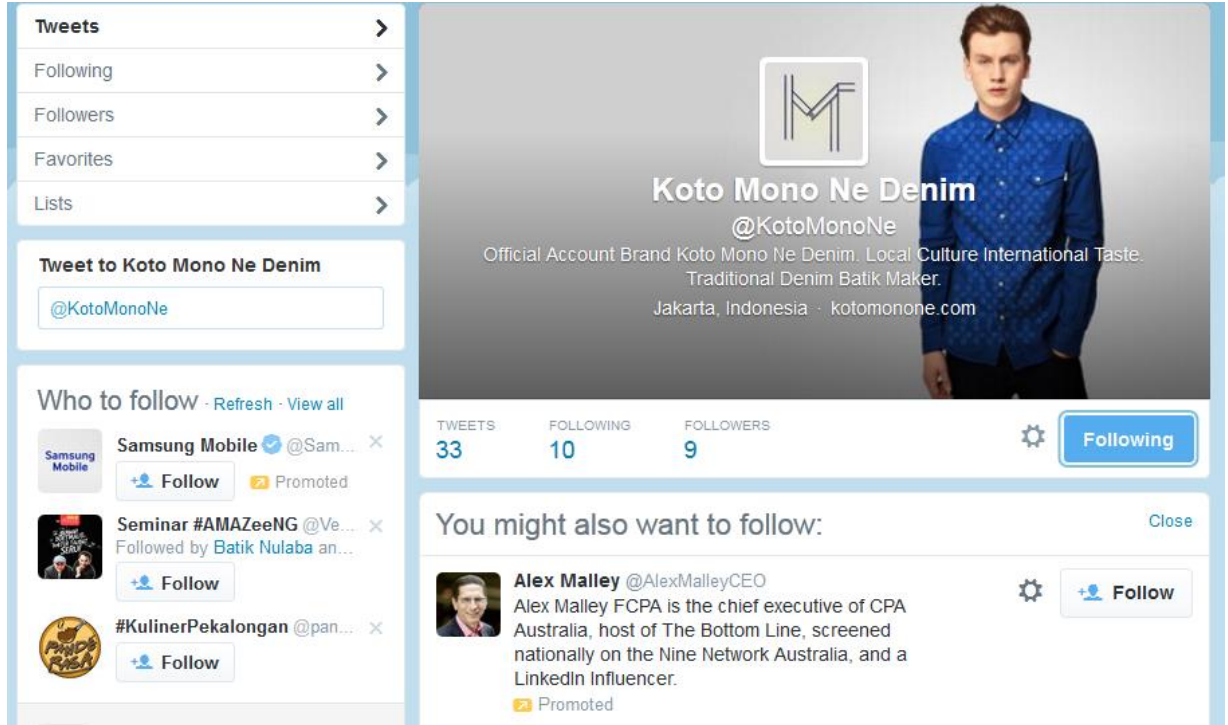 Tweets
Following
Followers
Favorites
Lists
Tweet to Koto Mono Ne Denim
@KotoMonoNe
Who to follow · Refresh · View all
Samsung Mobile
Samsung Mobile @Sam...
Follow
Promoted
Seminar #AMAZeeNG @Ve...
Followed by Batik Nulaba an...
Follow
PANDE RASA
#KulinerPekalongan @pan...
Follow
Koto Mono Ne Denim
@KotoMonoNe
Official Account Brand Koto Mono Ne Denim. Local Culture International Taste.
Traditional Denim Batik Maker.
Jakarta, Indonesia · kotomonone.com
TWEETS
33
FOLLOWING
10
FOLLOWERS
9
Following
You might also want to follow:
Close
Alex Malley @AlexMalleyCEO
Alex Malley FCPA is the chief executive of CPA
Australia, host of The Bottom Line, screened
nationally on the Nine Network Australia, and a
LinkedIn Influencer.
Promoted
Follow